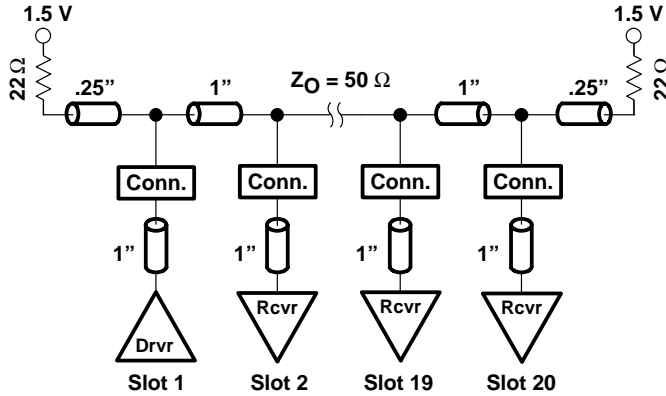 1.5 V
1.5 V
22 Ω
22 Ω
.25”
1”
ZO = 50 Ω
1”
.25”
Conn.
Conn.
Conn.
Conn.
1”
1”
1”
1”
Drvr
Rcvr
Rcvr
Rcvr
Slot 1
Slot 2
Slot 19
Slot 20